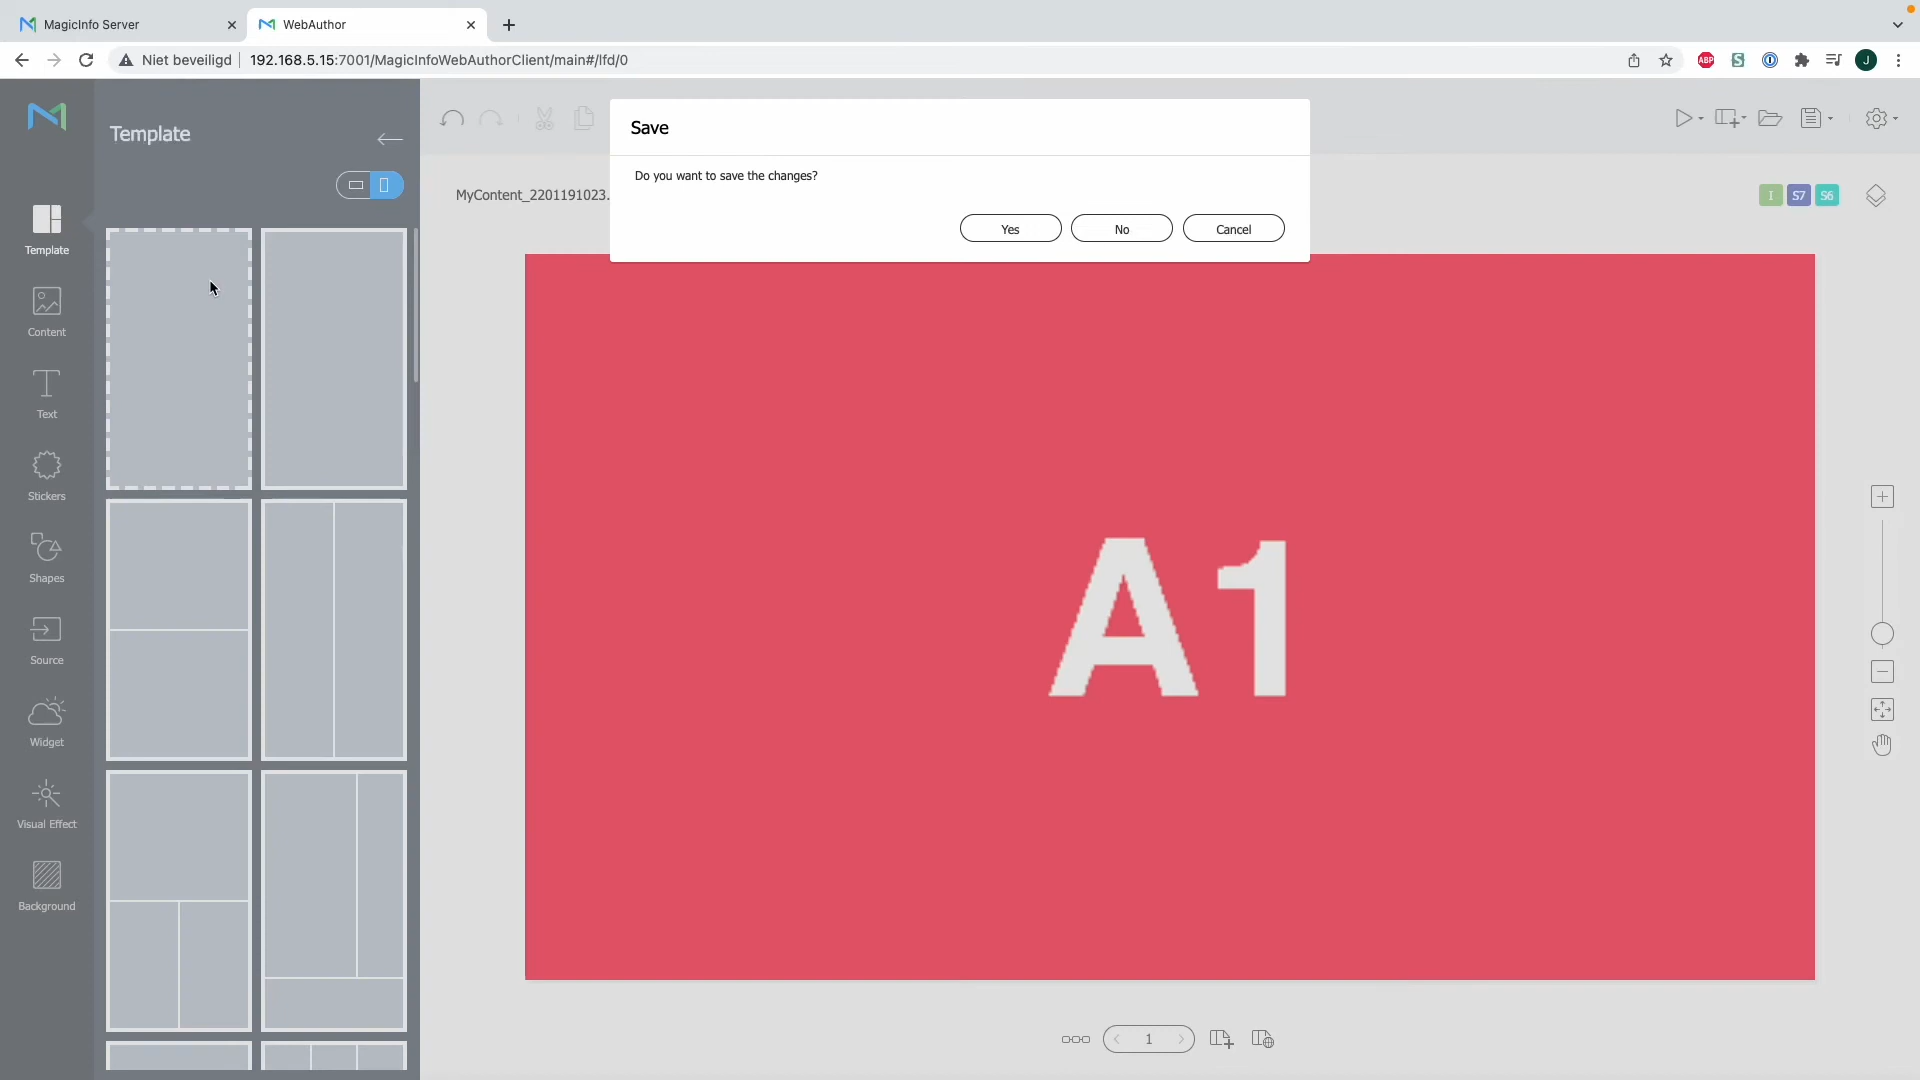 MagicInfo Server
WebAuthor
Niet beveiligd
192.168.5.15:7001/MagicInfoWebAuthorClient/main#/lfd/0
ABP
S
J
Template
Save
Do you want to save the changes?
Yes
No
Cancel
MyContent_2201191023.
I
S7
S6
Template
Content
Text
Stickers
Shapes
Source
Widget
Visual Effect
Background
A1
1